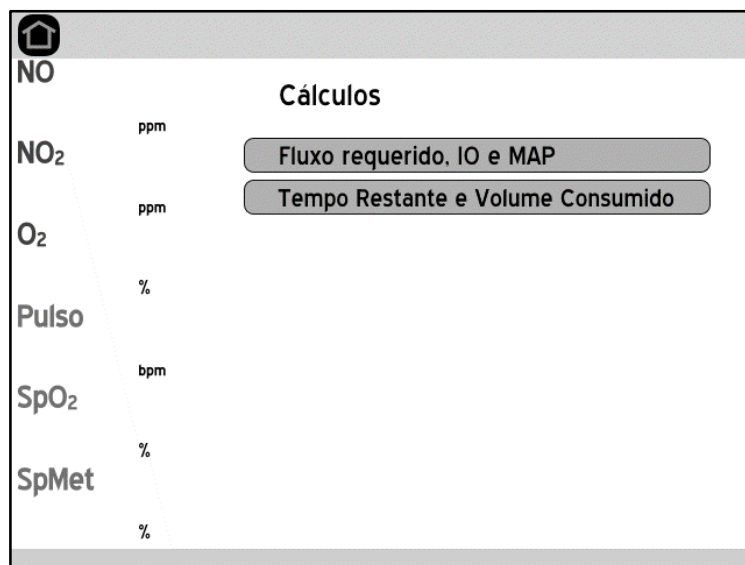 NO
ppm
NO₂
ppm
O₂
%
Pulso
bpm
SpO₂
%
SpMet
%
Cálculos
Fluxo requerido, IO e MAP
Tempo Restante e Volume Consumido